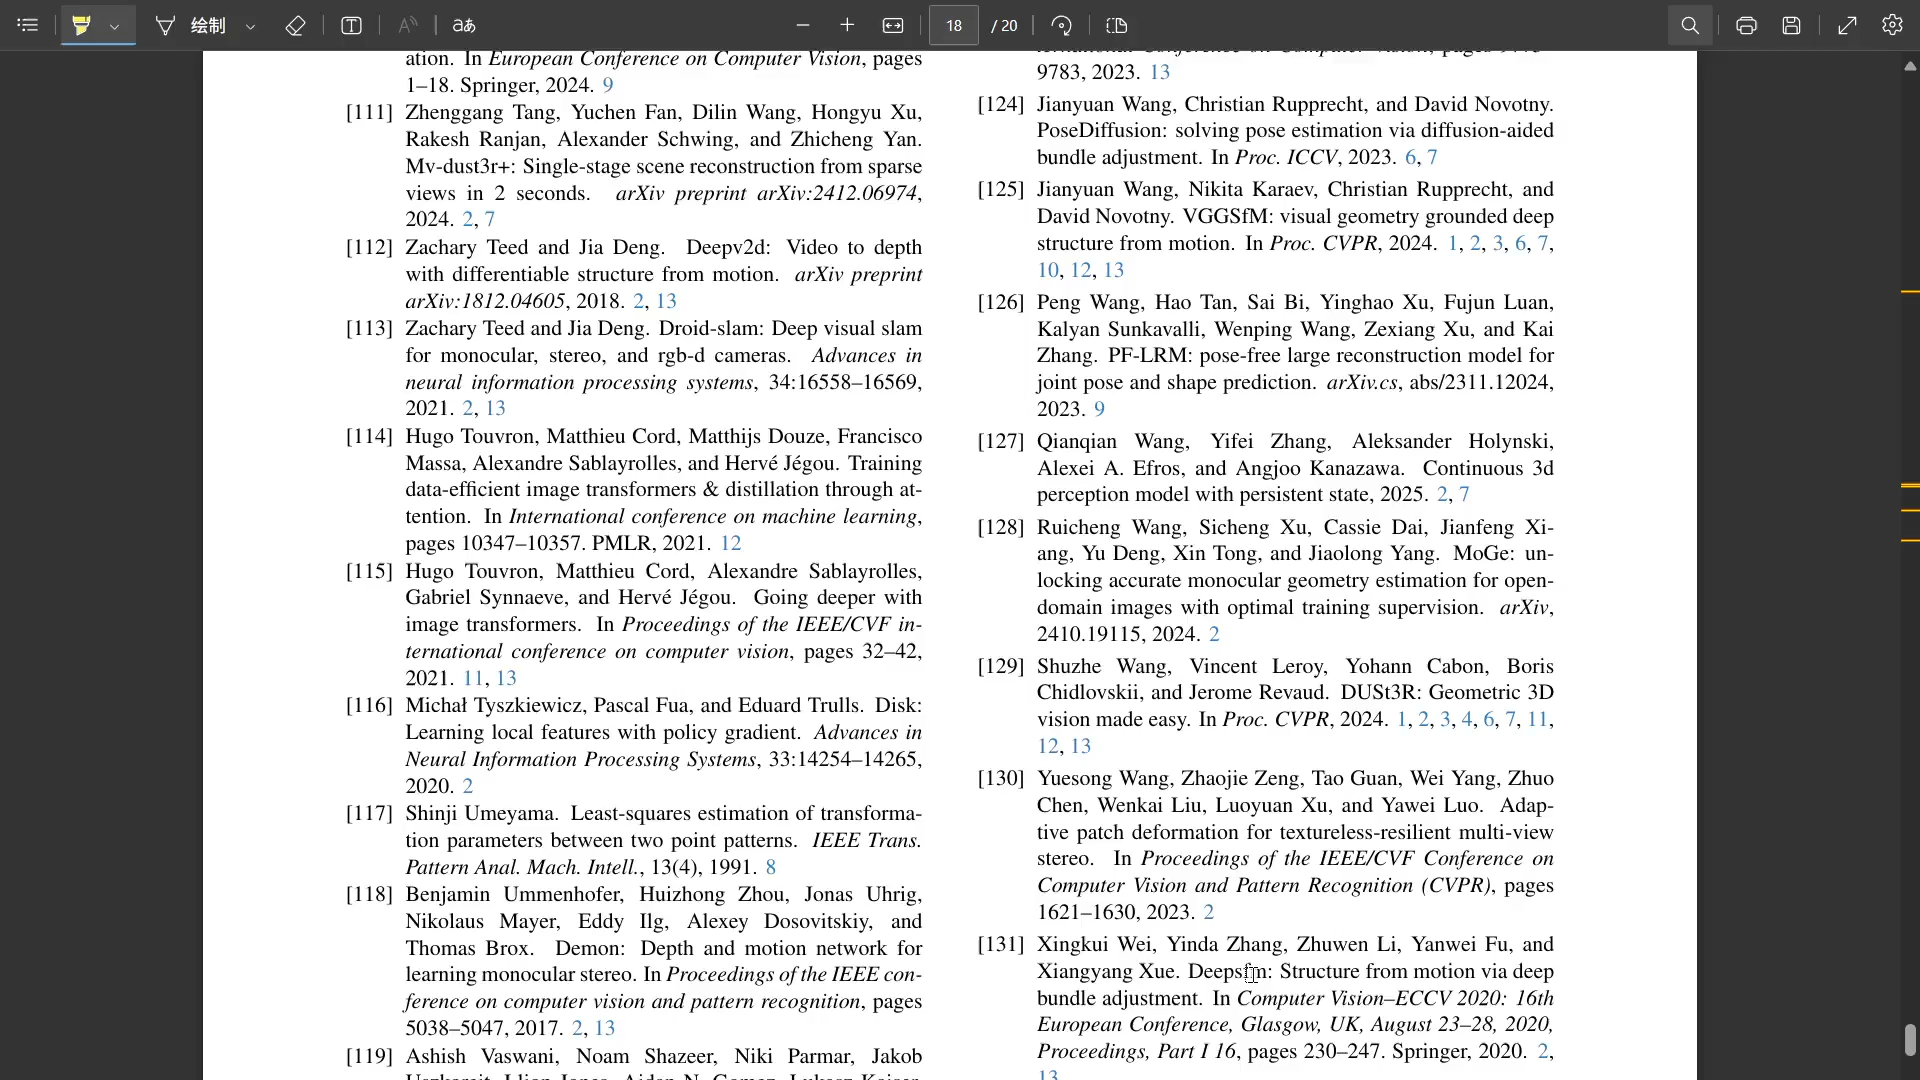 绘制
aあ
18 / 20
ation. In European Conference on Computer Vision, pages
1–18. Springer, 2024. 9
[111] Zhenggang Tang, Yuchen Fan, Dilin Wang, Hongyu Xu,
Rakesh Ranjan, Alexander Schwing, and Zhicheng Yan.
Mv-dust3r+: Single-stage scene reconstruction from sparse
views in 2 seconds. arXiv preprint arXiv:2412.06974,
2024. 2, 7
[112] Zachary Teed and Jia Deng. Deepv2d: Video to depth
with differentiable structure from motion. arXiv preprint
arXiv:1812.04605, 2018. 2, 13
[113] Zachary Teed and Jia Deng. Droid-slam: Deep visual slam
for monocular, stereo, and rgb-d cameras. Advances in
neural information processing systems, 34:16558–16569,
2021. 2, 13
[114] Hugo Touvron, Matthieu Cord, Matthijs Douze, Francisco
Massa, Alexandre Sablayrolles, and Hervé Jégou. Training
data-efficient image transformers & distillation through at-
tention. In International conference on machine learning,
pages 10347–10357. PMLR, 2021. 12
[115] Hugo Touvron, Matthieu Cord, Alexandre Sablayrolles,
Gabriel Synnaeve, and Hervé Jégou. Going deeper with
image transformers. In Proceedings of the IEEE/CVF in-
ternational conference on computer vision, pages 32–42,
2021. 11, 13
[116] Michał Tyszkiewicz, Pascal Fua, and Eduard Trulls. Disk:
Learning local features with policy gradient. Advances in
Neural Information Processing Systems, 33:14254–14265,
2020. 2
[117] Shinji Umeyama. Least-squares estimation of transforma-
tion parameters between two point patterns. IEEE Trans.
Pattern Anal. Mach. Intell., 13(4), 1991. 8
[118] Benjamin Ummenhofer, Huizhong Zhou, Jonas Uhrig,
Nikolaus Mayer, Eddy Ilg, Alexey Dosovitskiy, and
Thomas Brox. Demon: Depth and motion network for
learning monocular stereo. In Proceedings of the IEEE con-
ference on computer vision and pattern recognition, pages
5038–5047, 2017. 2, 13
[119] Ashish Vaswani, Noam Shazeer, Niki Parmar, Jakob
9783, 2023. 13
[124] Jianyuan Wang, Christian Rupprecht, and David Novotny.
PoseDiffusion: solving pose estimation via diffusion-aided
bundle adjustment. In Proc. ICCV, 2023. 6, 7
[125] Jianyuan Wang, Nikita Karaev, Christian Rupprecht, and
David Novotny. VGGSfM: visual geometry grounded deep
structure from motion. In Proc. CVPR, 2024. 1, 2, 3, 6, 7,
10, 12, 13
[126] Peng Wang, Hao Tan, Sai Bi, Yinghao Xu, Fujun Luan,
Kalyan Sunkavalli, Wenping Wang, Zexiang Xu, and Kai
Zhang. PF-LRM: pose-free large reconstruction model for
joint pose and shape prediction. arXiv.cs, abs/2311.12024,
2023. 9
[127] Qianqian Wang, Yifei Zhang, Aleksander Holynski,
Alexei A. Efros, and Angjoo Kanazawa. Continuous 3d
perception model with persistent state, 2025. 2, 7
[128] Ruicheng Wang, Sicheng Xu, Cassie Dai, Jianfeng Xi-
ang, Yu Deng, Xin Tong, and Jiaolong Yang. MoGe: un-
locking accurate monocular geometry estimation for open-
domain images with optimal training supervision. arXiv,
2410.19115, 2024. 2
[129] Shuzhe Wang, Vincent Leroy, Yohann Cabon, Boris
Chidlovskii, and Jerome Revaud. DUSt3R: Geometric 3D
vision made easy. In Proc. CVPR, 2024. 1, 2, 3, 4, 6, 7, 11,
12, 13
[130] Yuesong Wang, Zhaojie Zeng, Tao Guan, Wei Yang, Zhuo
Chen, Wenkai Liu, Luoyuan Xu, and Yawei Luo. Adap-
tive patch deformation for textureless-resilient multi-view
stereo. In Proceedings of the IEEE/CVF Conference on
Computer Vision and Pattern Recognition (CVPR), pages
1621–1630, 2023. 2
[131] Xingkui Wei, Yinda Zhang, Zhuwen Li, Yanwei Fu, and
Xiangyang Xue. Deepsfm: Structure from motion via deep
bundle adjustment. In Computer Vision–ECCV 2020: 16th
European Conference, Glasgow, UK, August 23–28, 2020,
Proceedings, Part I 16, pages 230–247. Springer, 2020. 2,
13